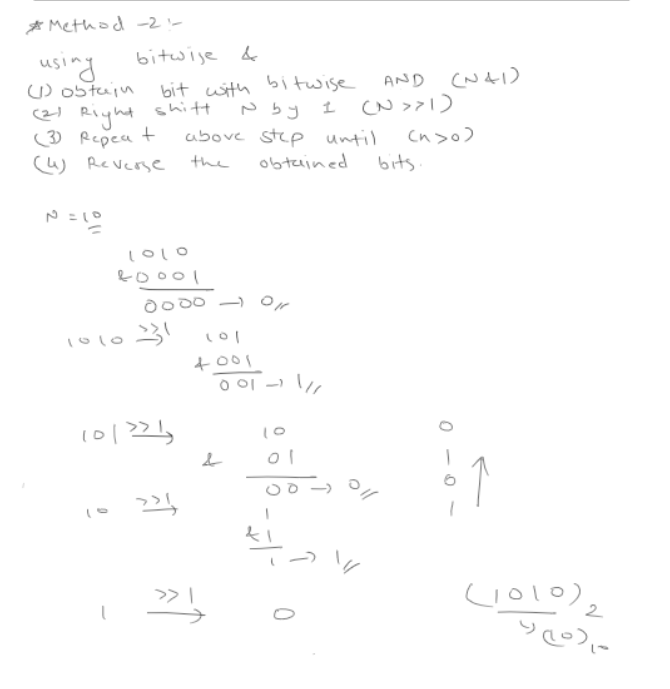 * Method -2 :-
using bitwise &
(1) obtain bit with bitwise AND (N&1)
(2) Right shift N by 1 (N >>1)
(3) Repeat above step until (n>0)
(4) Reverse the obtained bits.
N = 10
1010
&0001
0000 → 0
1010 >>1 → 101
&001
001 → 1
101 >>1 → 10
& 01
00 → 0
10 >>1 → 1
&1
1 → 1
1 >>1 → 0
0
1
0
1
(1010)2
(10)10